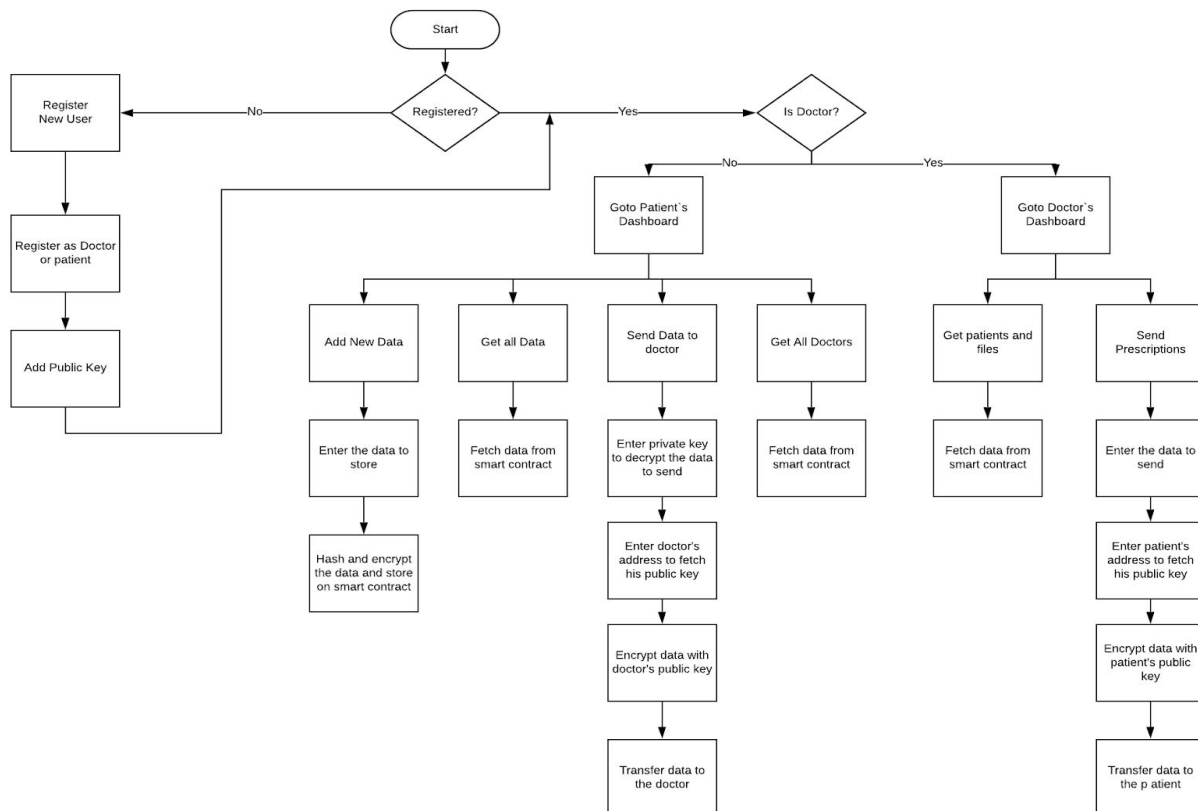 Start
Register
New User
No
Registered?
Yes
Is Doctor?
No
Yes
Register as Doctor
or patient
Goto Patient`s
Dashboard
Goto Doctor`s
Dashboard
Add Public Key
Add New Data
Get all Data
Send Data to
doctor
Get All Doctors
Get patients and
files
Send
Prescriptions
Enter the data to
store
Fetch data from
smart contract
Enter private key
to decrypt the data
to send
Fetch data from
smart contract
Fetch data from
smart contract
Enter the data to
send
Hash and encrypt
the data and store
on smart contract
Enter doctor's
address to fetch
his public key
Enter patient's
address to fetch
his public key
Encrypt data with
doctor's public key
Encrypt data with
patient's public
key
Transfer data to
the doctor
Transfer data to
the p atient